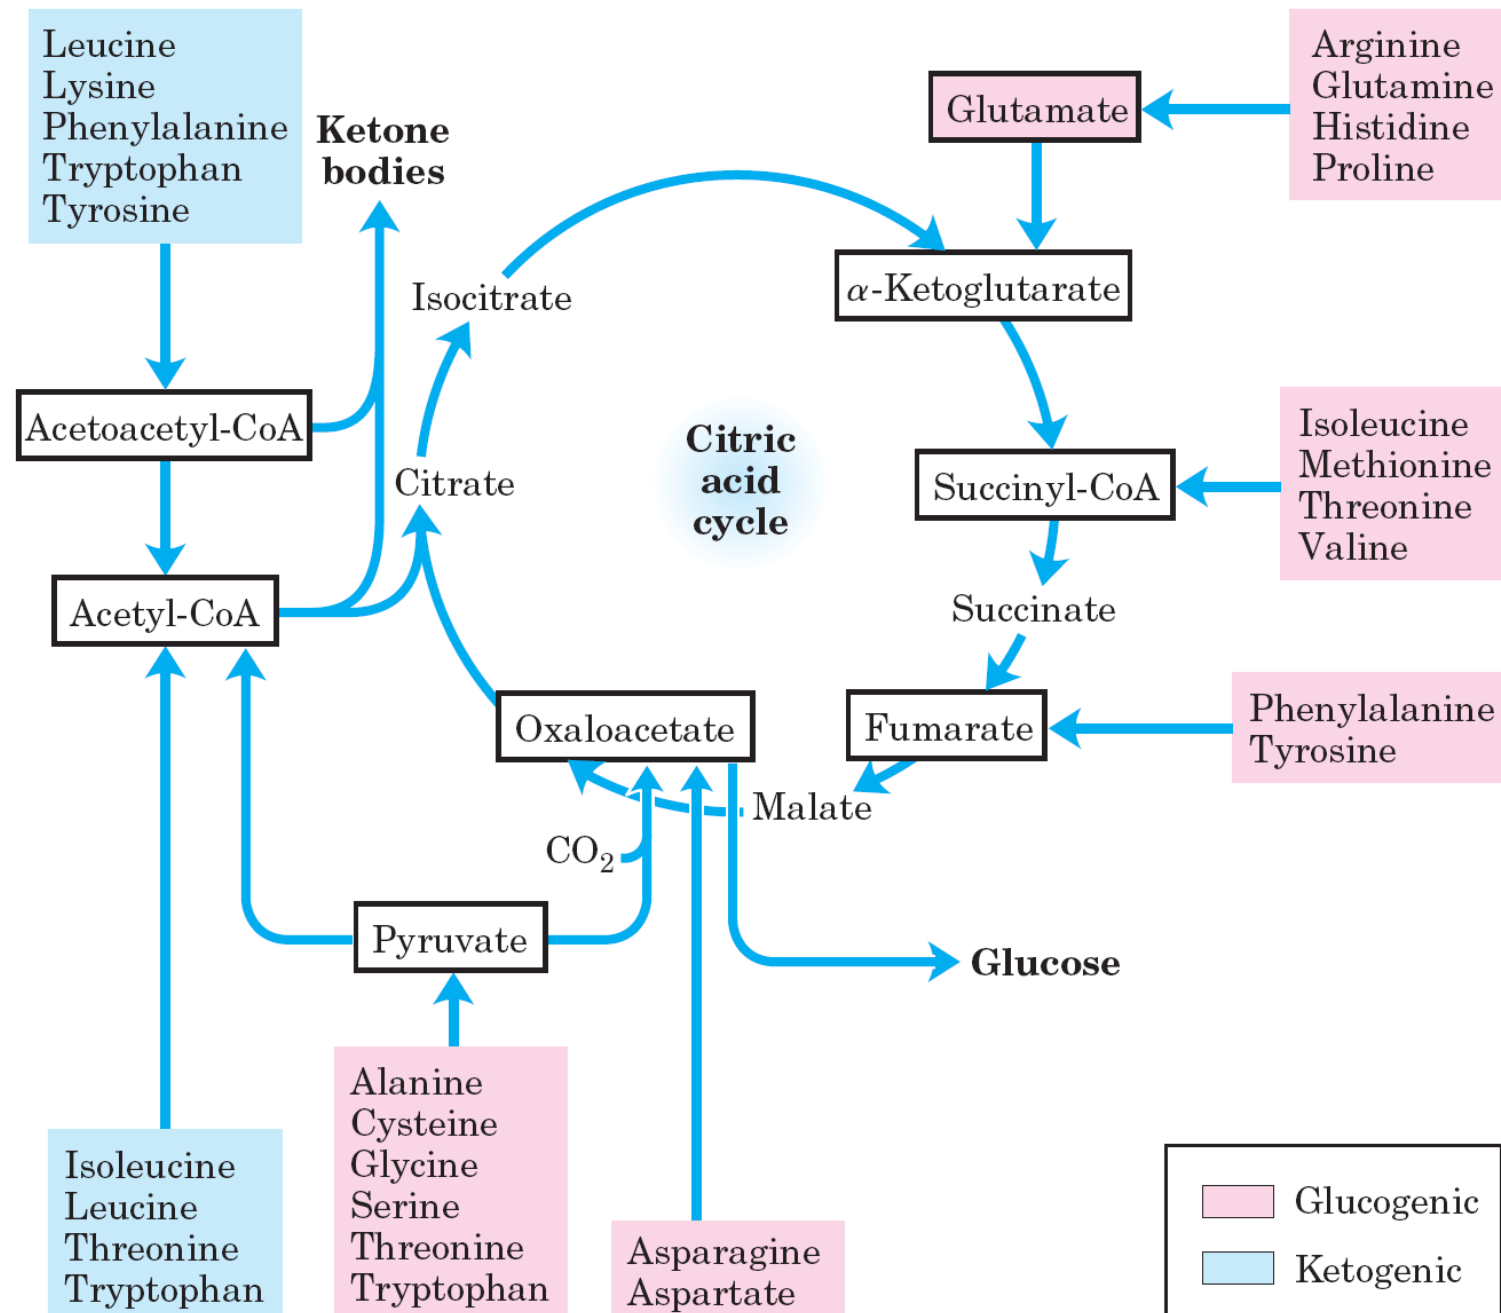 Leucine
Lysine
Phenylalanine
Tryptophan
Tyrosine
Ketone
bodies
Glutamate
Arginine
Glutamine
Histidine
Proline
Isocitrate
α-Ketoglutarate
Acetoacetyl-CoA
Citrate
Citric
acid
cycle
Succinyl-CoA
Isoleucine
Methionine
Threonine
Valine
Acetyl-CoA
Succinate
Oxaloacetate
Fumarate
Phenylalanine
Tyrosine
Malate
CO₂
Pyruvate
Glucose
Isoleucine
Leucine
Threonine
Tryptophan
Alanine
Cysteine
Glycine
Serine
Threonine
Tryptophan
Asparagine
Aspartate
Glucogenic
Ketogenic